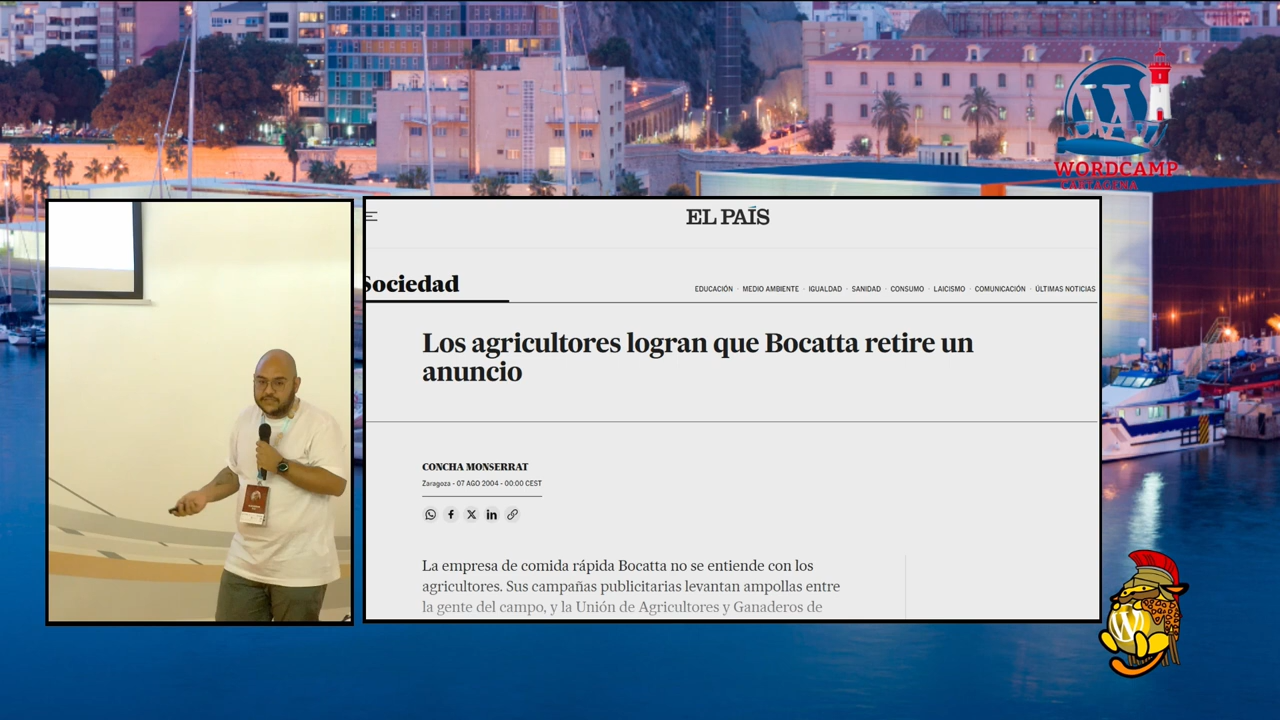 WORDCAMP
CARTAGENA
EL PAÍS
Sociedad
EDUCACIÓN · MEDIO AMBIENTE · IGUALDAD · SANIDAD · CONSUMO · LAICISMO · COMUNICACIÓN · ÚLTIMAS NOTICIAS
Los agricultores logran que Bocatta retire un
anuncio
CONCHA MONSERRAT
Zaragoza - 07 AGO 2004 - 00:00 CEST
La empresa de comida rápida Bocatta no se entiende con los
agricultores. Sus campañas publicitarias levantan ampollas entre
la gente del campo, y la Unión de Agricultores y Ganaderos de